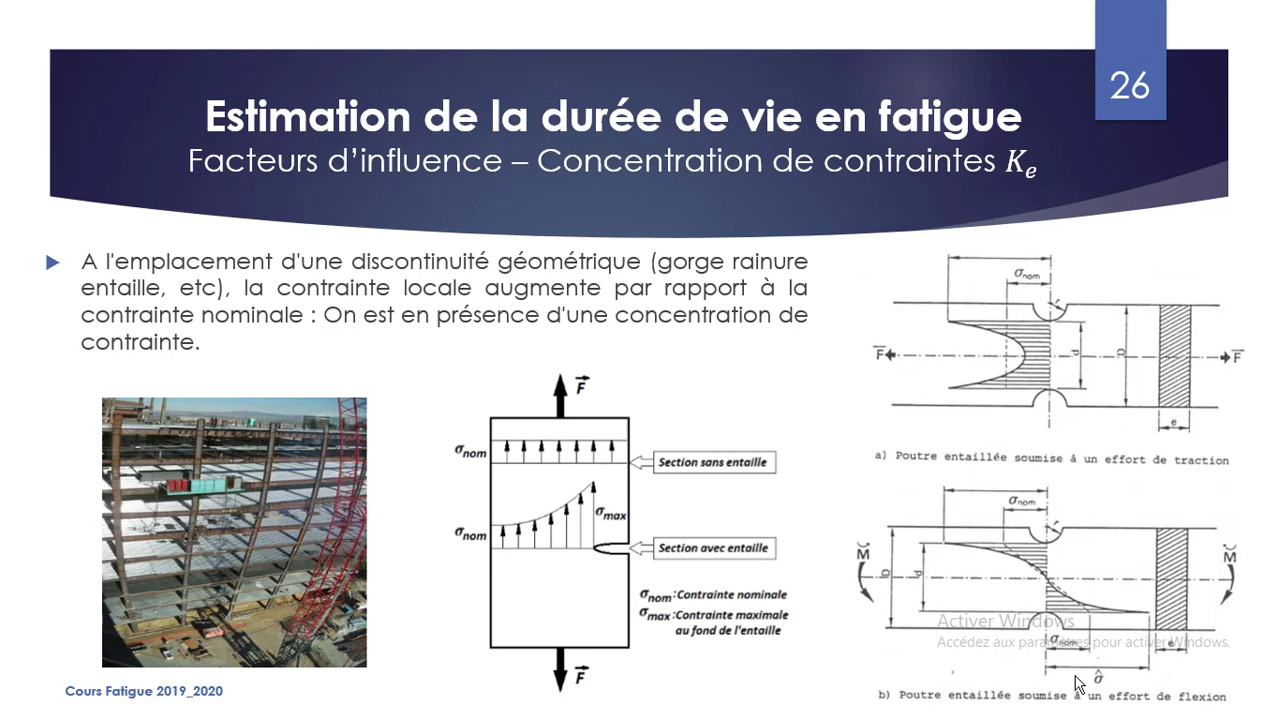 26
Estimation de la durée de vie en fatigue
Facteurs d’influence – Concentration de contraintes Kₑ
A l'emplacement d'une discontinuité géométrique (gorge rainure
entaille, etc), la contrainte locale augmente par rapport à la
contrainte nominale : On est en présence d'une concentration de
contrainte.
F
σnom
Section sans entaille
σmax
σnom
Section avec entaille
σnom : Contrainte nominale
σmax : Contrainte maximale
au fond de l'entaille
F
σnom
r
F
d
D
F
e
a) Poutre entaillée soumise à un effort de traction
σnom
r
M
D
d
M
Activer Windows
Accédez aux paramètres pour activer Windows.
σnom
e
σ̂
b) Poutre entaillée soumise à un effort de flexion
Cours Fatigue 2019_2020